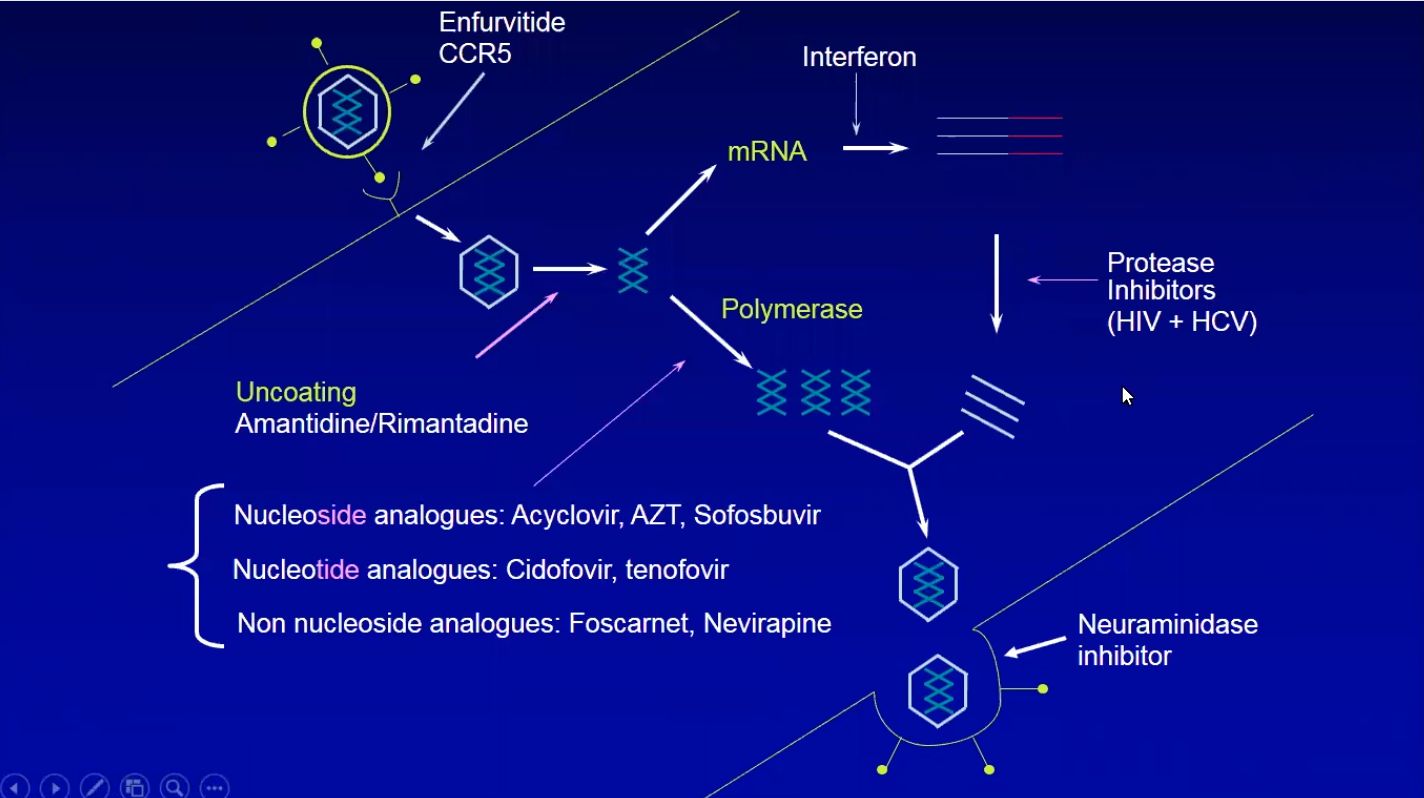 Enfurvitide
CCR5
Interferon
mRNA
Protease
Inhibitors
(HIV + HCV)
Polymerase
Uncoating
Amantidine/Rimantadine
Nucleoside analogues: Acyclovir, AZT, Sofosbuvir
Nucleotide analogues: Cidofovir, tenofovir
Non nucleoside analogues: Foscarnet, Nevirapine
Neuraminidase
inhibitor